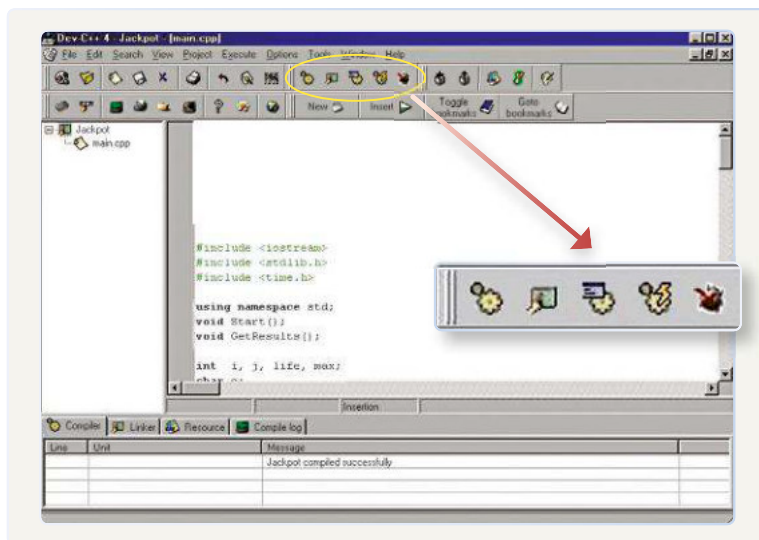 Dev-C++ 4 - Jackpot - [main.cpp]
File Edit Search View Project Execute Options Tools Window Help
New Insert Toggle bookmarks Goto bookmarks
Jackpot
main.cpp
#include <iostream>
#include <stdlib.h>
#include <time.h>
using namespace std;
void Start();
void GetResults();
int i, j, life, max;
char c;
Insertion
Compiler Linker Resource Compile log
Line Unit Message
Jackpot compiled successfully